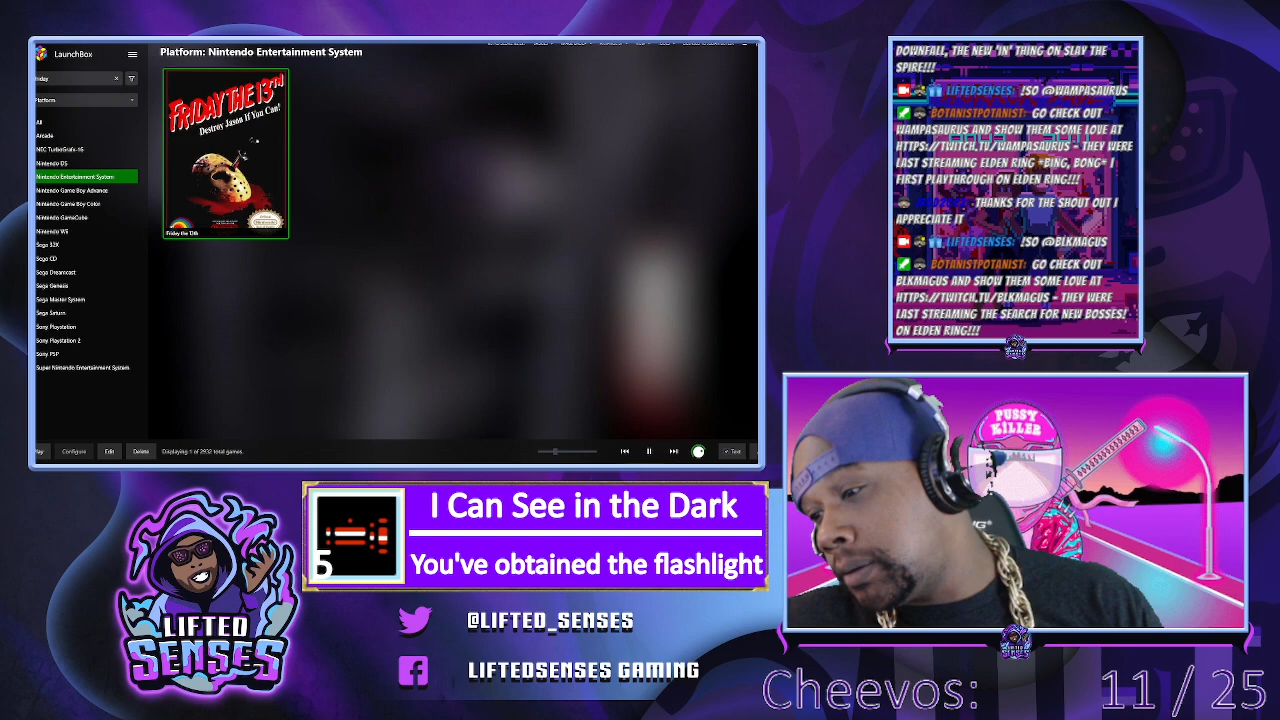 LaunchBox
Platform: Nintendo Entertainment System
riday
Platform
All
Arcade
NEC TurboGrafx-16
Nintendo DS
Nintendo Entertainment System
Nintendo Game Boy Advance
Nintendo Game Boy Color
Nintendo GameCube
Nintendo Wii
Sega 32X
Sega CD
Sega Dreamcast
Sega Genesis
Sega Master System
Sega Saturn
Sony Playstation
Sony Playstation 2
Sony PSP
Super Nintendo Entertainment System
FRIDAY THE 13TH
Destroy Jason If You Can!
Friday the 13th
lay
Configure
Edit
Delete
Displaying 1 of 2932 total games.
Text
DOWNFALL, THE NEW 'IN' THING ON SLAY THE
SPIRE!!!
LIFTEDSENSES: !SO @WAMPASAURUS
BOTANISTPOTANIST: GO CHECK OUT
WAMPASAURUS AND SHOW THEM SOME LOVE AT
HTTPS://TWITCH.TV/WAMPASAURUS - THEY WERE
LAST STREAMING ELDEN RING *BING, BONG* I
FIRST PLAYTHROUGH ON ELDEN RING!!!
THANKS FOR THE SHOUT OUT I
APPRECIATE IT
LIFTEDSENSES: !SO @BLKMAGUS
BOTANISTPOTANIST: GO CHECK OUT
BLKMAGUS AND SHOW THEM SOME LOVE AT
HTTPS://TWITCH.TV/BLKMAGUS - THEY WERE
LAST STREAMING THE SEARCH FOR NEW BOSSES!
ON ELDEN RING!!!
PUSSY
KILLER
5
I Can See in the Dark
You've obtained the flashlight
LIFTED
SENSES
@LIFTED_SENSES
LIFTEDSENSES GAMING
Cheevos: 11 / 25